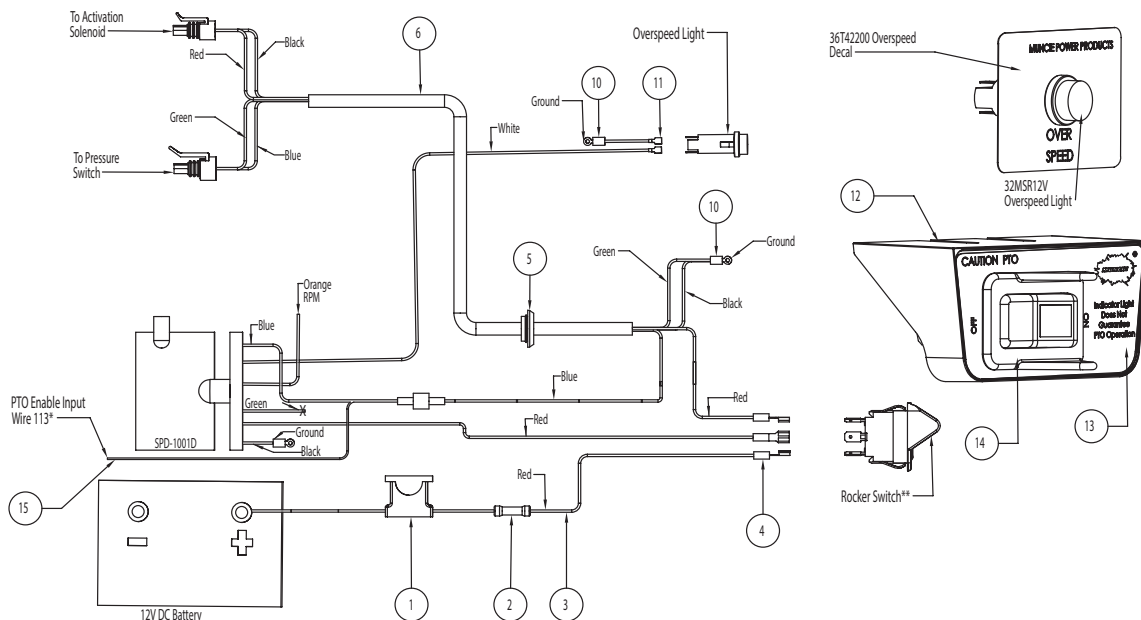 To Activation
Solenoid
Black
Red
6
Overspeed Light
10
11
Ground
White
Green
Blue
To Pressure
Switch
36T42200 Overspeed
Decal
MUNCIE POWER PRODUCTS
OVER
SPEED
32MSR12V
Overspeed Light
12
10
Ground
Green
Black
5
Orange
RPM
Blue
Blue
Red
Green
X
Ground
Black
Red
PTO Enable Input
Wire 113*
SPD-1001D
15
CAUTION PTO
®
OFF
ON
Indicator Light
Does Not
Guarantee
PTO Operation
14
13
Rocker Switch**
Red
4
1
2
3
12V DC Battery